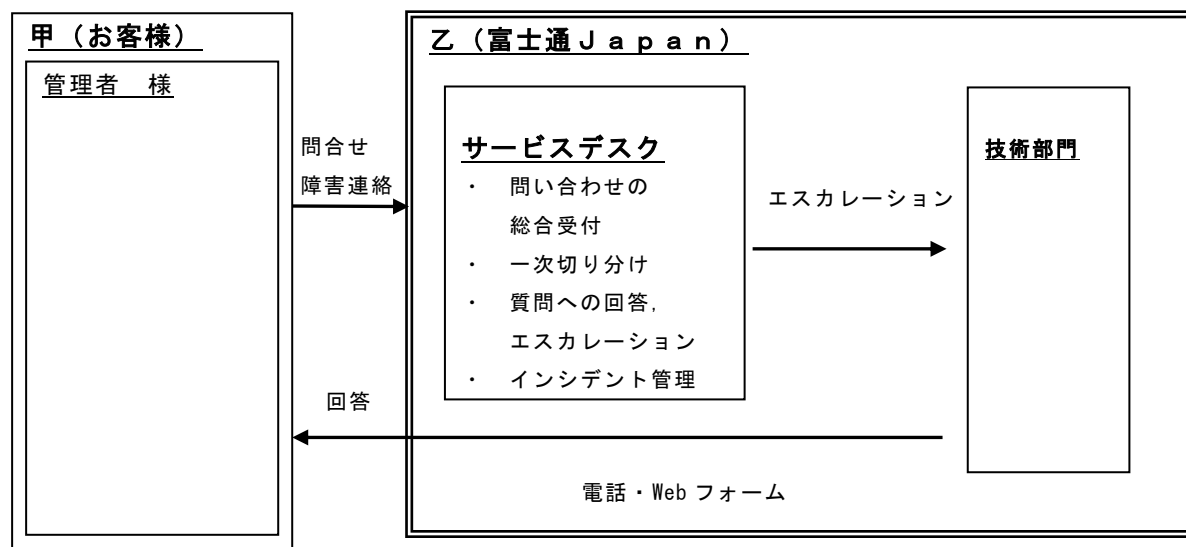 甲（お客様）
管理者　様
問合せ
障害連絡
回答
乙（富士通Ｊａｐａｎ）
サービスデスク
・　問い合わせの
総合受付
・　一次切り分け
・　質問への回答,
エスカレーション
・　インシデント管理
エスカレーション
技術部門
電話・Web フォーム